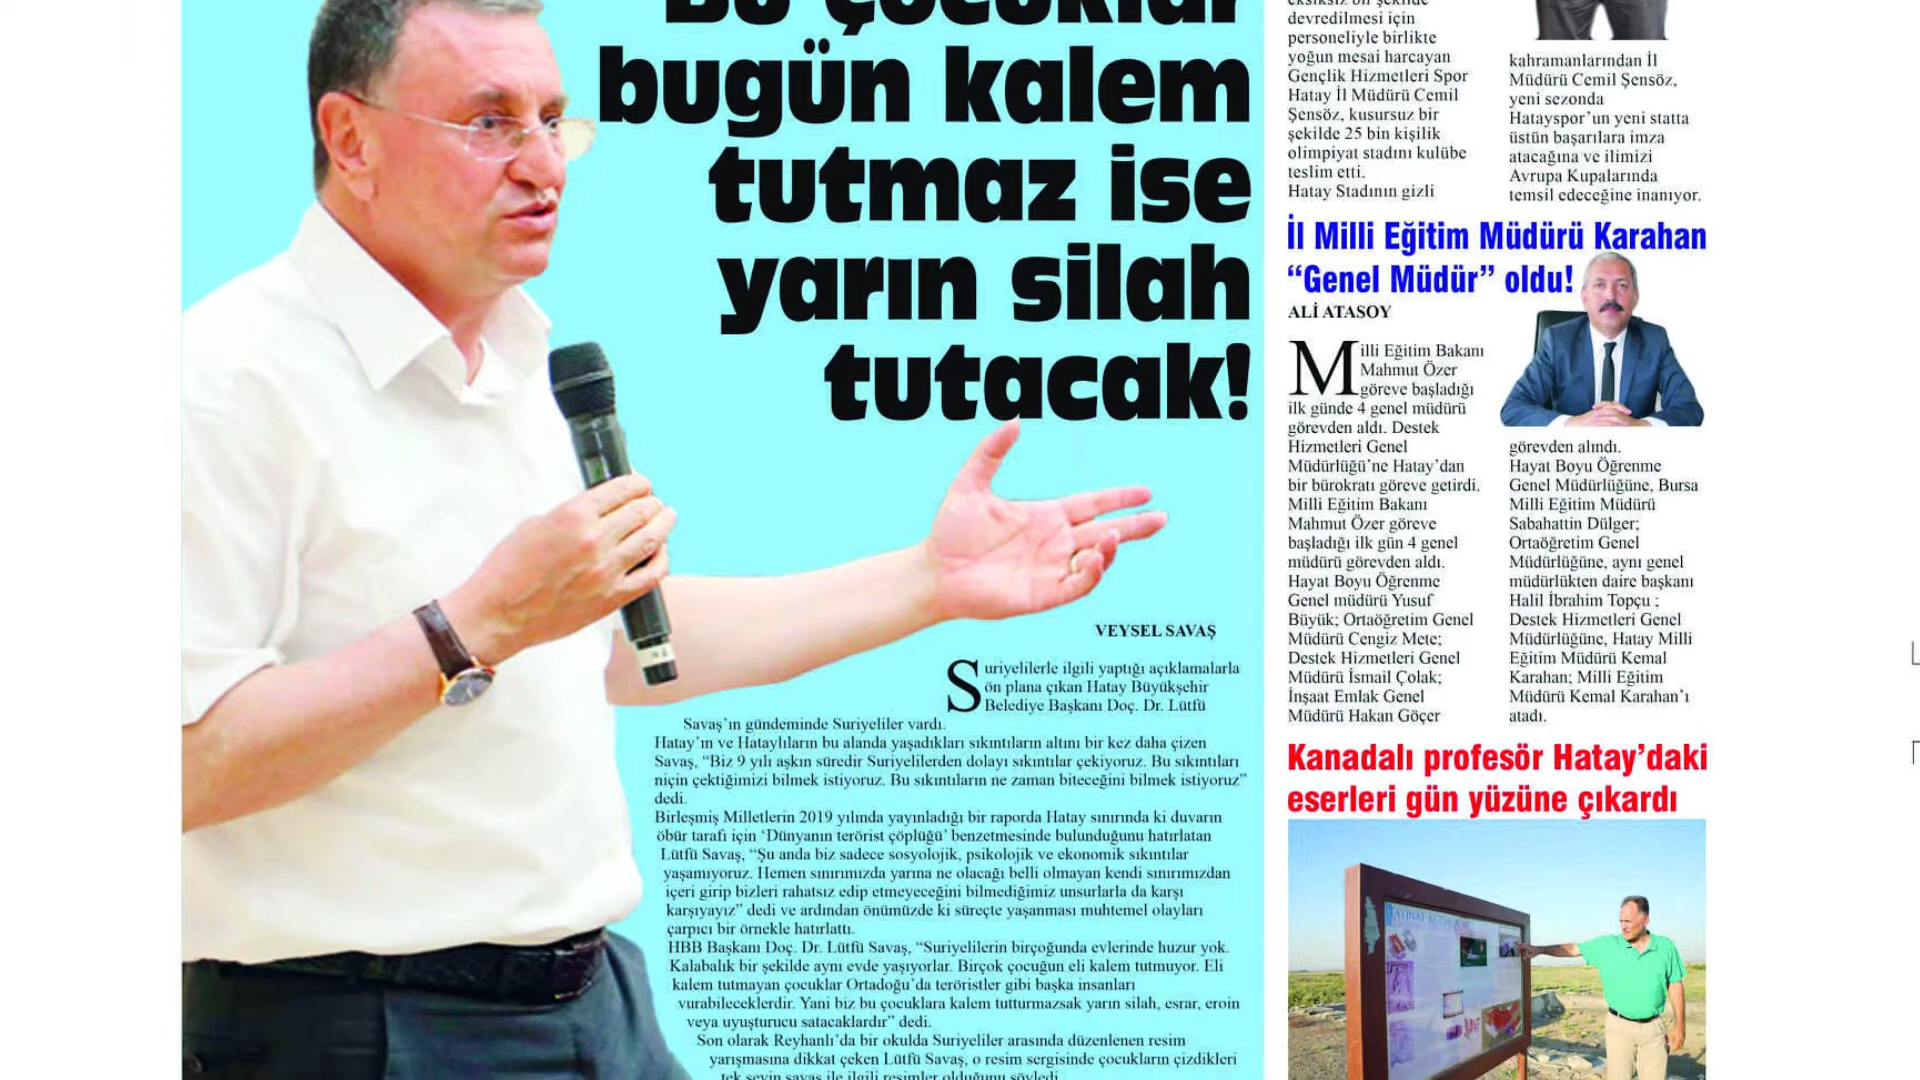 Bu çocuklar
bugün kalem
tutmaz ise
yarın silah
tutacak!
VEYSEL SAVAŞ
Suriyelilerle ilgili yaptığı açıklamalarla
ön plana çıkan Hatay Büyükşehir
Belediye Başkanı Doç. Dr. Lütfü
Savaş'ın gündeminde Suriyeliler vardı.
Hatay'ın ve Hataylıların bu alanda yaşadıkları sıkıntıların altını bir kez daha çizen
Savaş, “Biz 9 yılı aşkın süredir Suriyelilerden dolayı sıkıntılar çekiyoruz. Bu sıkıntıları
niçin çektiğimizi bilmek istiyoruz. Bu sıkıntıların ne zaman biteceğini bilmek istiyoruz”
dedi.
Birleşmiş Milletlerin 2019 yılında yayınladığı bir raporda Hatay sınırında ki duvarın
öbür tarafı için ‘Dünyanın terörist çöplüğü’ benzetmesinde bulunduğunu hatırlatan
Lütfü Savaş, “Şu anda biz sadece sosyolojik, psikolojik ve ekonomik sıkıntılar
yaşamıyoruz. Hemen sınırımızda yarına ne olacağı belli olmayan kendi sınırımızdan
içeri girip bizleri rahatsız edip etmeyeceğini bilmediğimiz unsurlarla da karşı
karşıyayız” dedi ve ardından önümüzde ki süreçte yaşanması muhtemel olayları
çarpıcı bir örnekle hatırlattı.
HBB Başkanı Doç. Dr. Lütfü Savaş, “Suriyelilerin birçoğunda evlerinde huzur yok.
Kalabalık bir şekilde aynı evde yaşıyorlar. Birçok çocuğun eli kalem tutmuyor. Eli
kalem tutmayan çocuklar Ortadoğu'da teröristler gibi başka insanları
vurabileceklerdir. Yani biz bu çocuklara kalem tutturmazsak yarın silah, esrar, eroin
veya uyuşturucu satacaklardır” dedi.
Son olarak Reyhanlı'da bir okulda Suriyeliler arasında düzenlenen resim
yarışmasına dikkat çeken Lütfü Savaş, o resim sergisinde çocukların çizdikleri
tek şeyin savaş ile ilgili resimler olduğunu söyledi.
eksiksiz bir şekilde
devredilmesi için
personeliyle birlikte
yoğun mesai harcayan
Gençlik Hizmetleri Spor
Hatay İl Müdürü Cemil
Şensöz, kusursuz bir
şekilde 25 bin kişilik
olimpiyat stadını kulübe
teslim etti.
Hatay Stadının gizli
kahramanlarından İl
Müdürü Cemil Şensöz,
yeni sezonda
Hatayspor'un yeni statta
üstün başarılara imza
atacağına ve ilimizi
Avrupa Kupalarında
temsil edeceğine inanıyor.
İl Milli Eğitim Müdürü Karahan
“Genel Müdür” oldu!
ALİ ATASOY
Milli Eğitim Bakanı
Mahmut Özer
göreve başladığı
ilk günde 4 genel müdürü
görevden aldı. Destek
Hizmetleri Genel
Müdürlüğü'ne Hatay'dan
bir bürokratı göreve getirdi.
Milli Eğitim Bakanı
Mahmut Özer göreve
başladığı ilk gün 4 genel
müdürü görevden aldı.
Hayat Boyu Öğrenme
Genel müdürü Yusuf
Büyük; Ortaöğretim Genel
Müdürü Cengiz Mete;
Destek Hizmetleri Genel
Müdürü İsmail Çolak;
İnşaat Emlak Genel
Müdürü Hakan Göçer
görevden alındı.
Hayat Boyu Öğrenme
Genel Müdürlüğüne, Bursa
Milli Eğitim Müdürü
Sabahattin Dülger;
Ortaöğretim Genel
Müdürlüğüne, aynı genel
müdürlükten daire başkanı
Halil İbrahim Topçu ;
Destek Hizmetleri Genel
Müdürlüğüne, Hatay Milli
Eğitim Müdürü Kemal
Karahan; Milli Eğitim
Müdürü Kemal Karahan'ı
atadı.
Kanadalı profesör Hatay'daki
eserleri gün yüzüne çıkardı